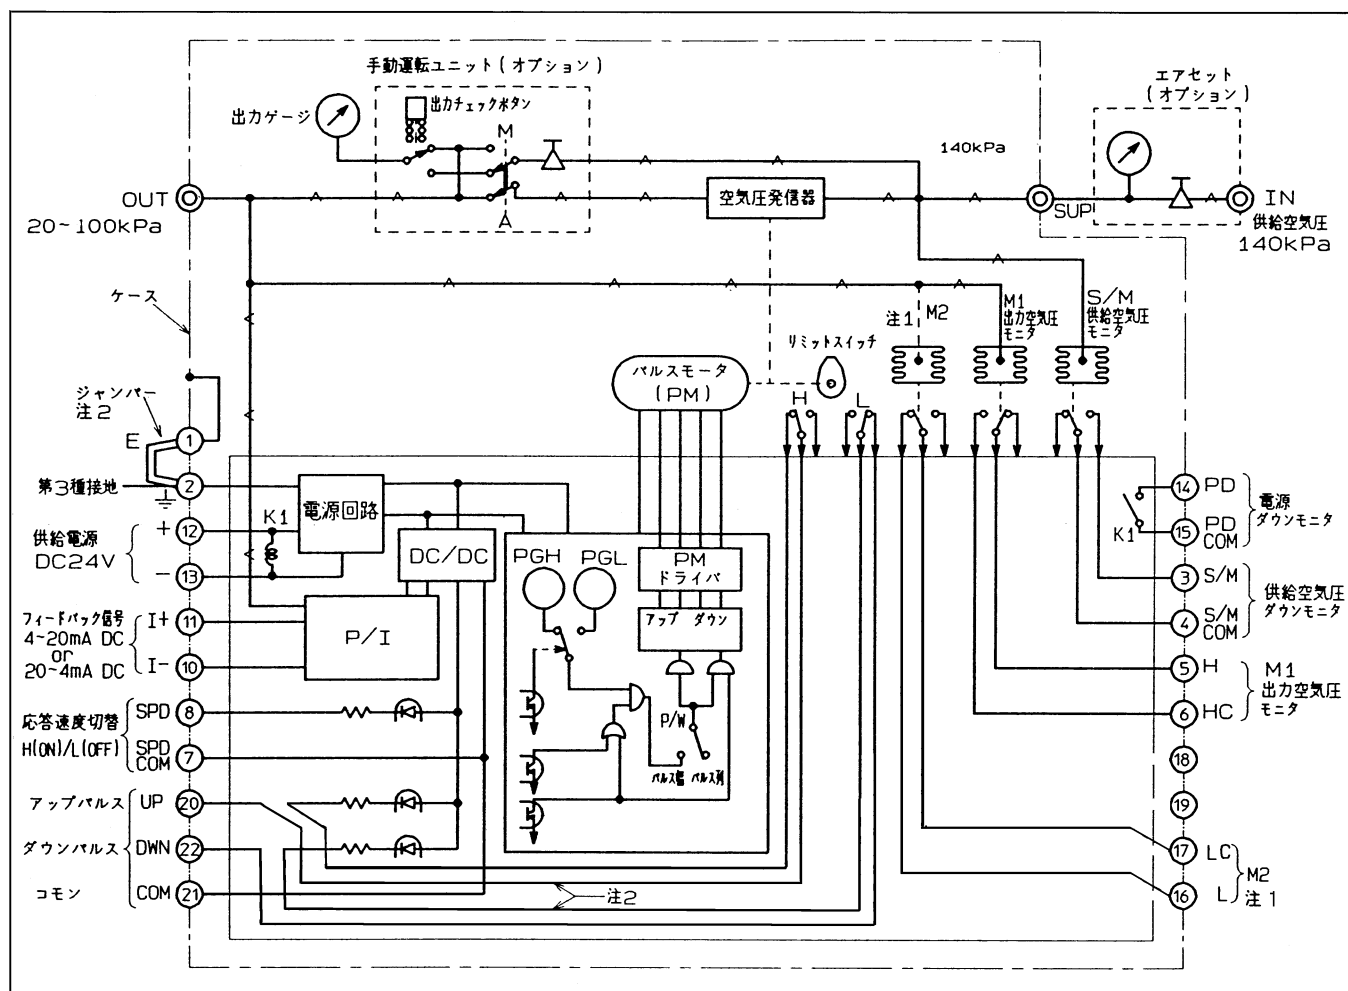 手動運転ユニット(オプション)
エアセット
(オプション)
出力ゲージ
出力チェックボタン
M
A
140kPa
OUT
20~100kPa
空気圧発信器
SUP
IN
供給空気圧
140kPa
ケース
注1
M2
M1
出力空気圧
モニタ
S/M
供給空気圧
モニタ
リミットスイッチ
パルスモータ
(PM)
H
L
ジャンパー
注2
E
1
2
第3種接地
供給電源
DC24V
+
12
-
13
K1
電源回路
DC/DC
P/I
フィードバック信号
4~20mA DC
or
20~4mA DC
I+
11
I-
10
応答速度切替
H(ON)/L(OFF)
SPD
8
SPD
COM
7
アップパルス
UP
20
ダウンパルス
DWN
22
コモン
COM
21
PGH
PGL
PM
ドライバ
アップ
ダウン
P/W
パルス幅
パルス列
注2
K1
14
PD
15
PD
COM
電源
ダウンモニタ
3
S/M
4
S/M
COM
供給空気圧
ダウンモニタ
5
H
6
HC
M1
出力空気圧
モニタ
18
19
17
LC
16
L
M2
注1